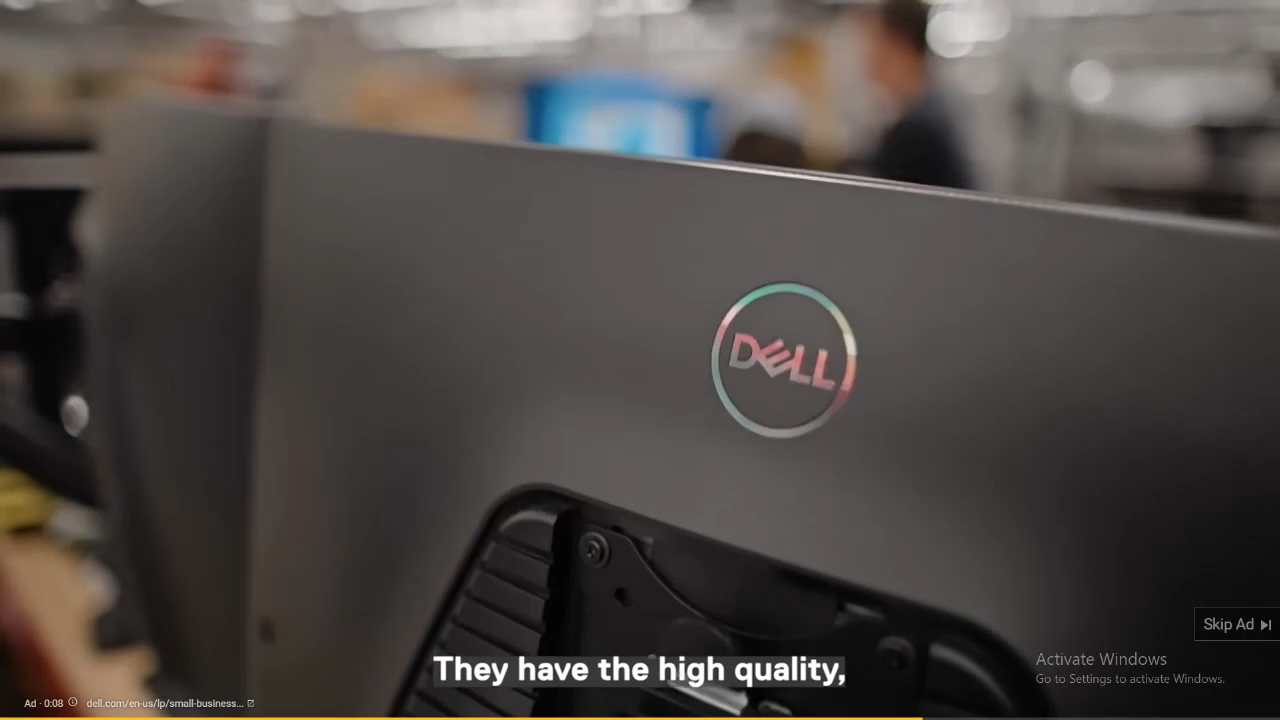 DELL
Skip Ad
They have the high quality,
Activate Windows
Go to Settings to activate Windows.
Ad · 0:08 dell.com/en-us/lp/small-business...